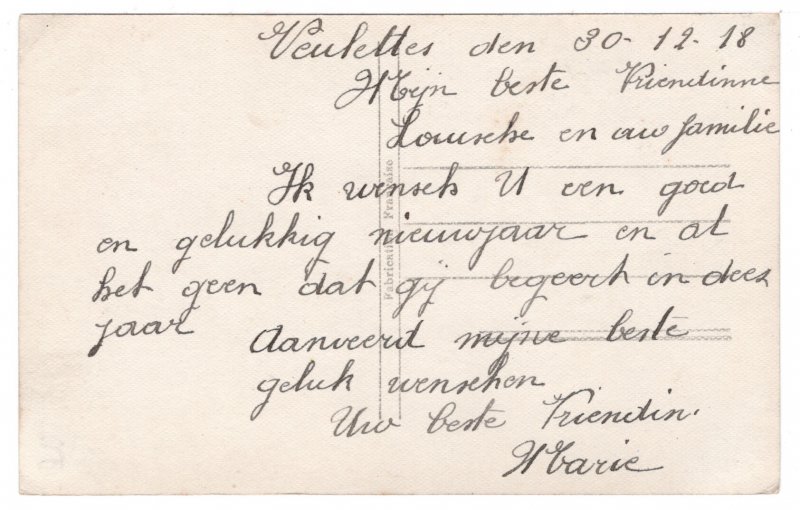 Veulettes den 30-12-18
Mijn beste Vriendinne
Louische en uw familie
Ik wensch U een goed
en gelukkig nieuwjaar en al
het geen dat gij begeert in deez
jaar
Aanveerd mijne beste
geluk wenschen
Uw beste Vriendin.
Marie
Fabrication Française